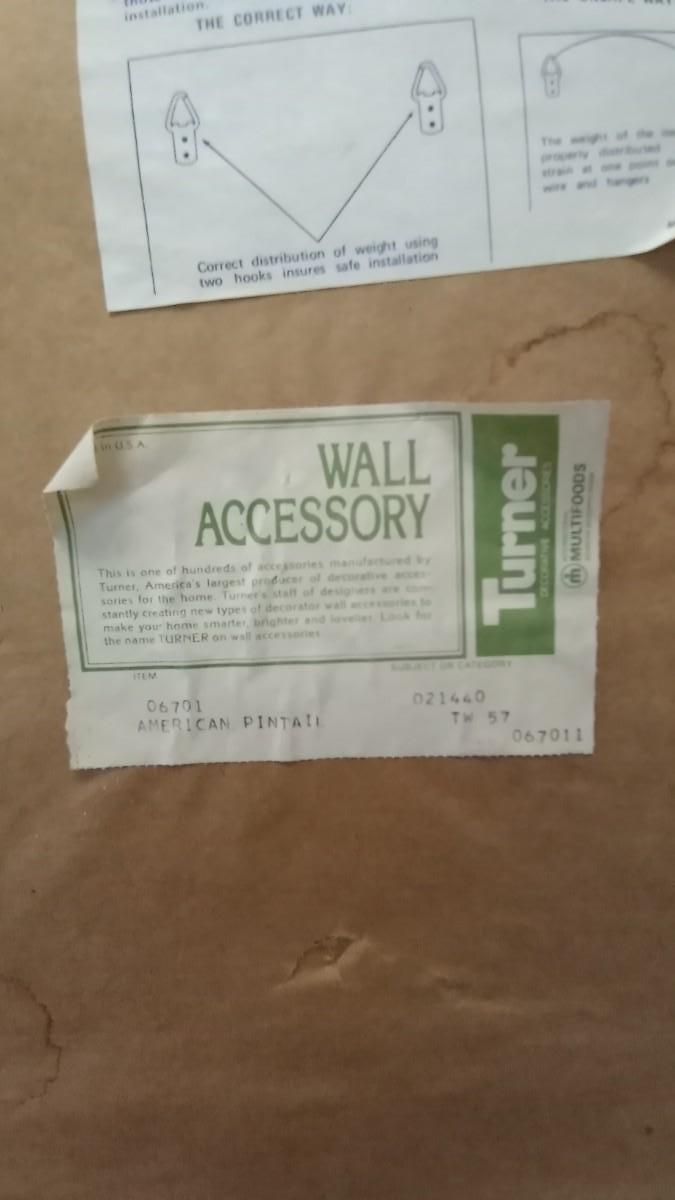 installation.
THE CORRECT WAY:
Correct distribution of weight using
two hooks insures safe installation
The weight of the
properly distributed
strain at one point
wire and hangers
in U.S.A.
WALL
ACCESSORY
This is one of hundreds of accessories manufactured by
Turner, America's largest producer of decorative acces-
sories for the home. Turner's staff of designers are con-
stantly creating new types of decorator wall accessories to
make your home smarter, brighter and lovelier. Look for
the name TURNER on wall accessories
Turner
DECORATIVE ACCESSORIES
MULTIFOODS
ITEM
SUBJECT OR CATEGORY
06701
021440
AMERICAN PINTAIL
TW 57
067011